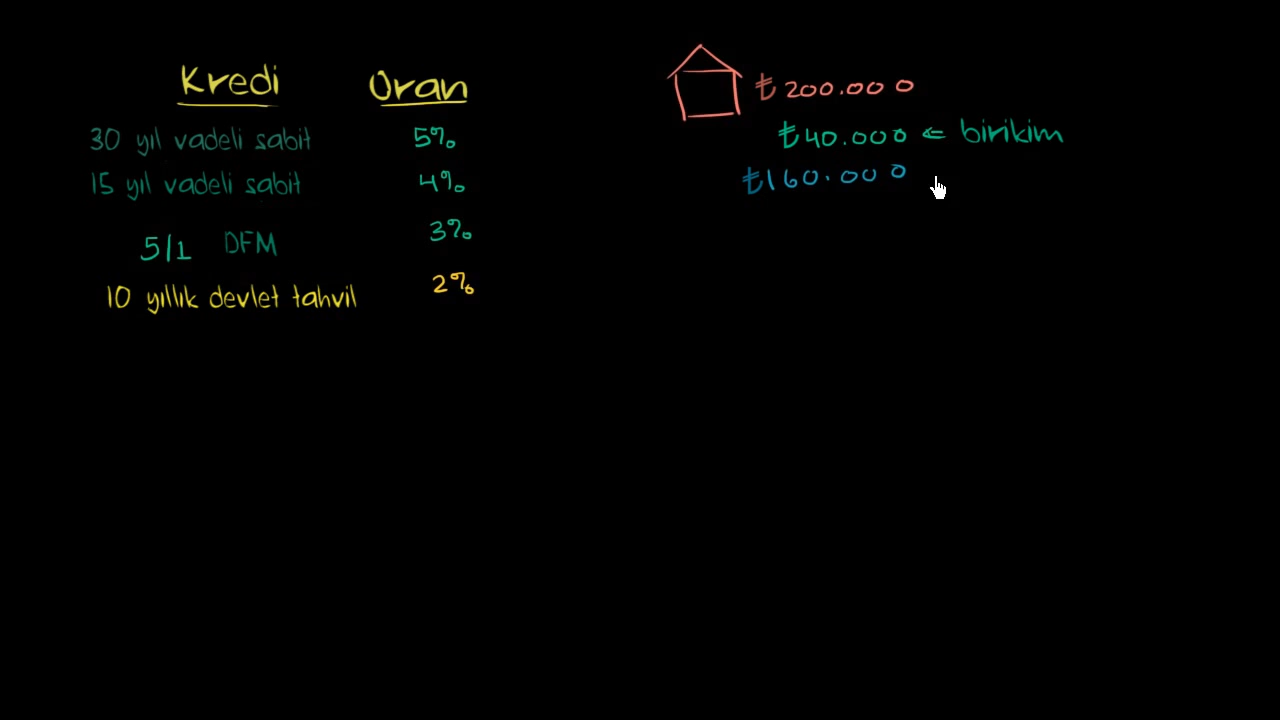 Kredi Oran
30 yıl vadeli sabit 5%
15 yıl vadeli sabit 4%
5/1 DFM 3%
10 yıllık devlet tahvil 2%
₺200.000
₺40.000 ← birikim
₺160.000